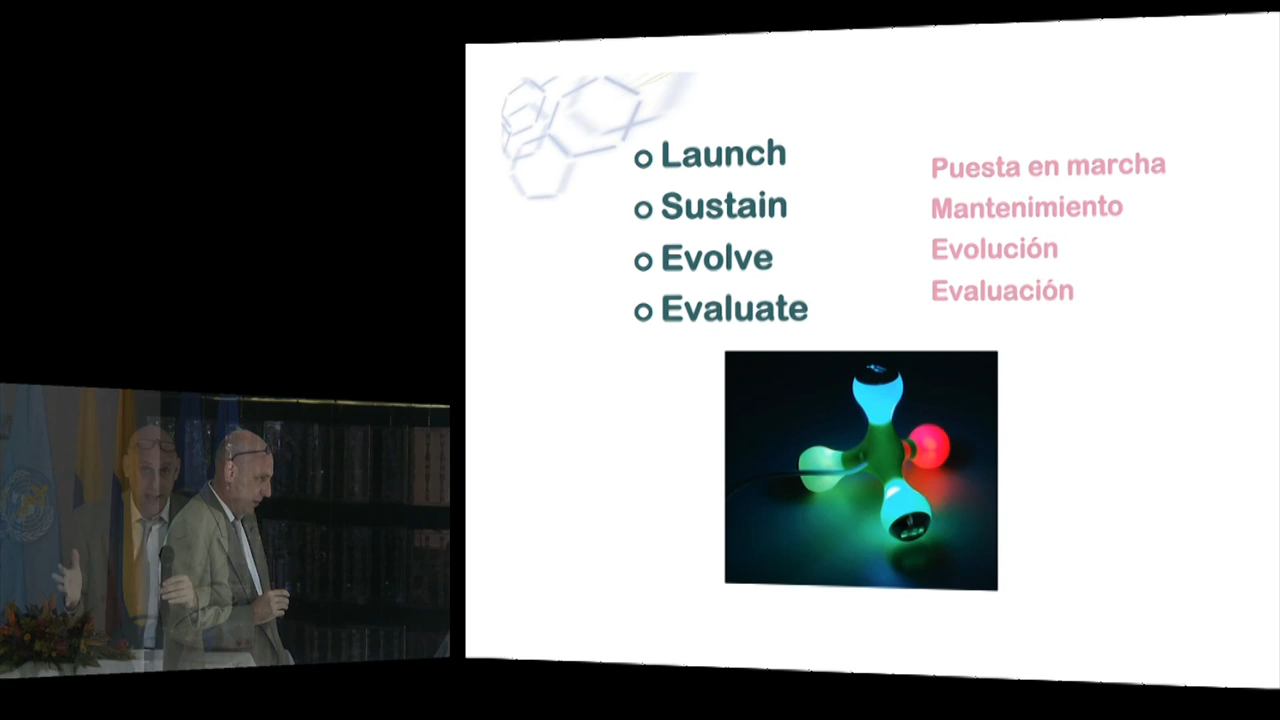 Launch
Sustain
Evolve
Evaluate
Puesta en marcha
Mantenimiento
Evolución
Evaluación